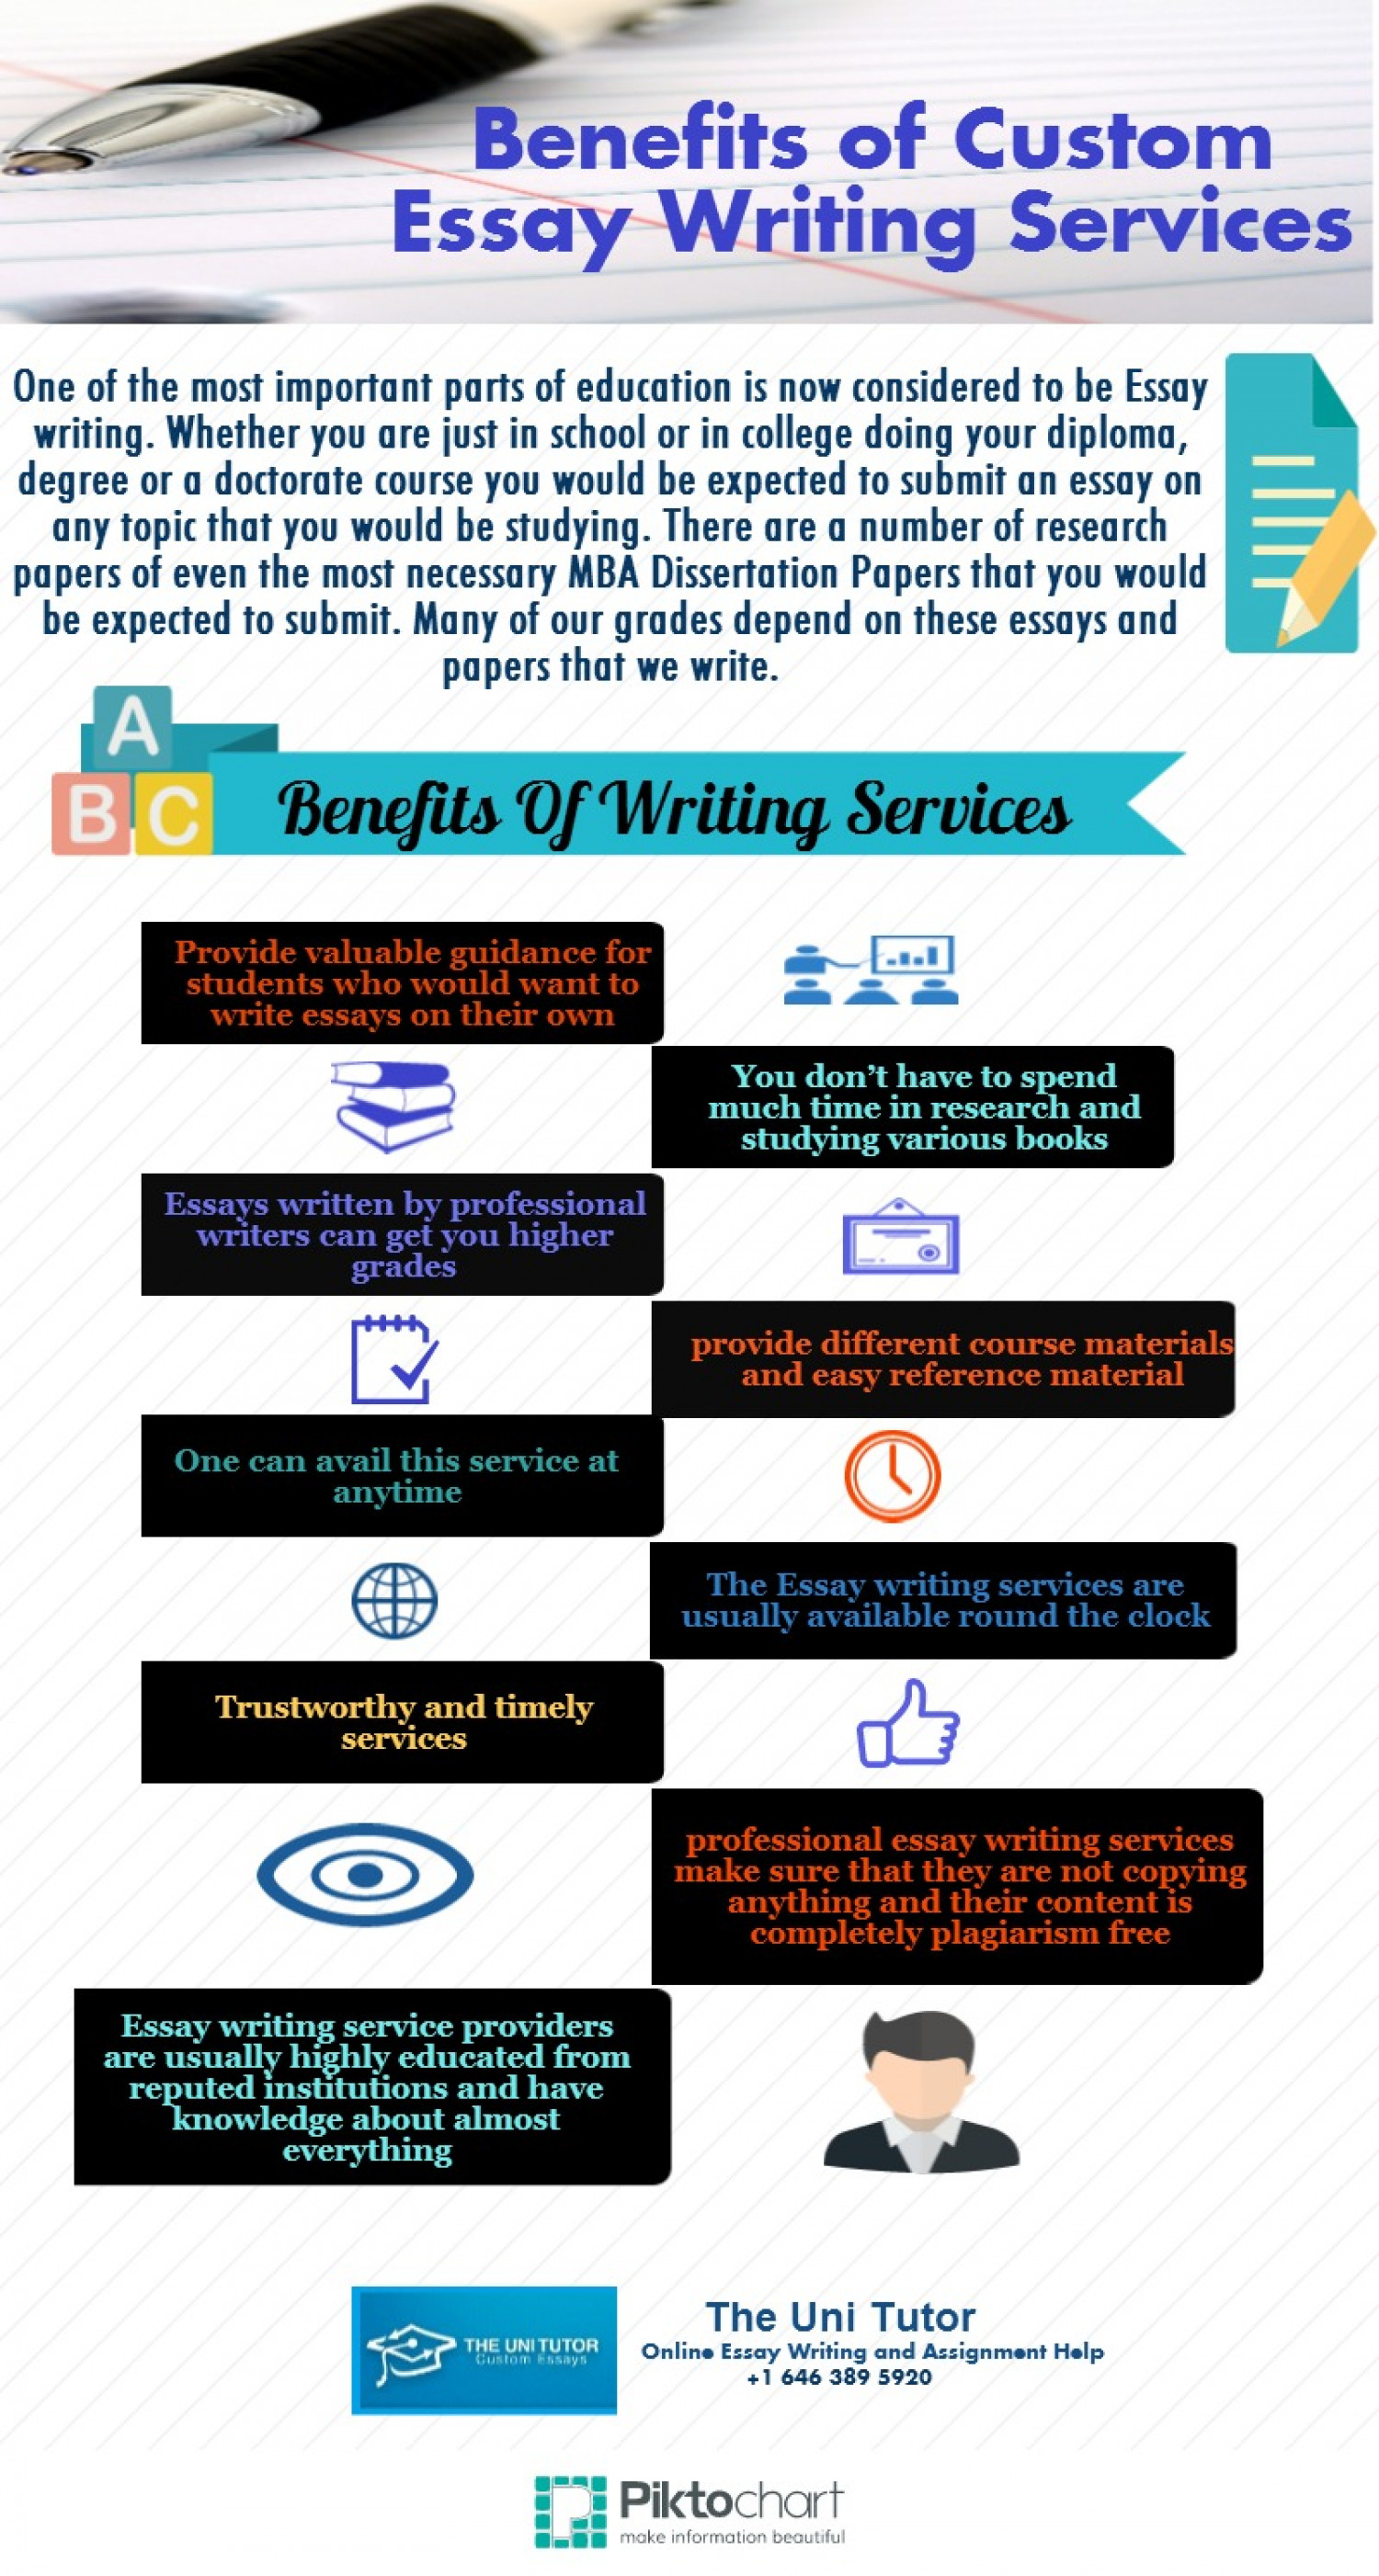 Benefits of Custom
Essay Writing Services
One of the most important parts of education is now considered to be Essay
writing. Whether you are just in school or in college doing your diploma,
degree or a doctorate course you would be expected to submit an essay on
any topic that you would be studying. There are a number of research
papers of even the most necessary MBA Dissertation Papers that you would
be expected to submit. Many of our grades depend on these essays and
papers that we write.
A
B C
Benefits Of Writing Services
Provide valuable guidance for
students who would want to
write essays on their own
You don't have to spend
much time in research and
studying various books
Essays written by professional
writers can get you higher
grades
provide different course materials
and easy reference material
One can avail this service at
anytime
The Essay writing services are
usually available round the clock
Trustworthy and timely
services
professional essay writing services
make sure that they are not copying
anything and their content is
completely plagiarism free
Essay writing service providers
are usually highly educated from
reputed institutions and have
knowledge about almost
everything
THE UNI TUTOR
Custom Essays
The Uni Tutor
Online Essay Writing and Assignment Help
+1 646 389 5920
Piktochart
make information beautiful